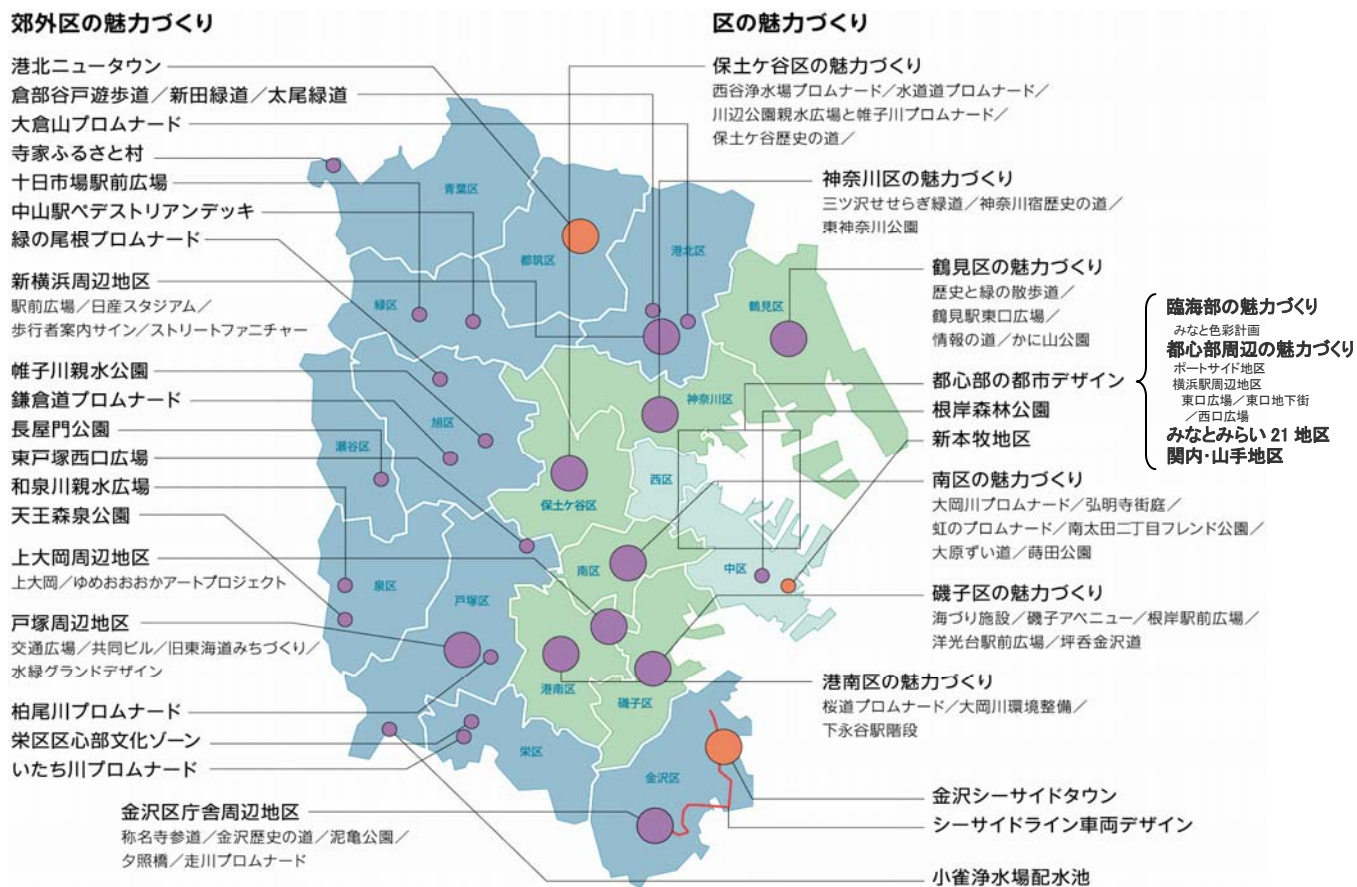 郊外区の魅力づくり
港北ニュータウン
倉部谷戸遊歩道／新田緑道／太尾緑道
大倉山プロムナード
寺家ふるさと村
十日市場駅前広場
中山駅ペデストリアンデッキ
緑の尾根プロムナード
新横浜周辺地区
駅前広場／日産スタジアム／
歩行者案内サイン／ストリートファニチャー
帷子川親水公園
鎌倉道プロムナード
長屋門公園
東戸塚西口広場
和泉川親水広場
天王森泉公園
上大岡周辺地区
上大岡／ゆめおおおかアートプロジェクト
戸塚周辺地区
交通広場／共同ビル／旧東海道みちづくり／
水緑グランドデザイン
柏尾川プロムナード
栄区区心部文化ゾーン
いたち川プロムナード
金沢区庁舎周辺地区
称名寺参道／金沢歴史の道／泥亀公園／
夕照橋／走川プロムナード
青葉区
都筑区
港北区
緑区
鶴見区
神奈川区
旭区
瀬谷区
西区
保土ケ谷区
南区
中区
泉区
戸塚区
港南区
磯子区
栄区
金沢区
区の魅力づくり
保土ケ谷区の魅力づくり
西谷浄水場プロムナード／水道道プロムナード／
川辺公園親水広場と帷子川プロムナード／
保土ケ谷歴史の道／
神奈川区の魅力づくり
三ツ沢せせらぎ緑道／神奈川宿歴史の道／
東神奈川公園
鶴見区の魅力づくり
歴史と緑の散歩道／
鶴見駅東口広場／
情報の道／かに山公園
都心部の都市デザイン
根岸森林公園
新本牧地区
南区の魅力づくり
大岡川プロムナード／弘明寺街庭／
虹のプロムナード／南太田二丁目フレンド公園／
大原ずい道／蒔田公園
磯子区の魅力づくり
海づり施設／磯子アベニュー／根岸駅前広場／
洋光台駅前広場／坪呑金沢道
港南区の魅力づくり
桜道プロムナード／大岡川環境整備／
下永谷駅階段
金沢シーサイドタウン
シーサイドライン車両デザイン
小雀浄水場配水池
臨海部の魅力づくり
みなと色彩計画
都心部周辺の魅力づくり
ポートサイド地区
横浜駅周辺地区
東口広場／東口地下街
／西口広場
みなとみらい 21 地区
関内・山手地区